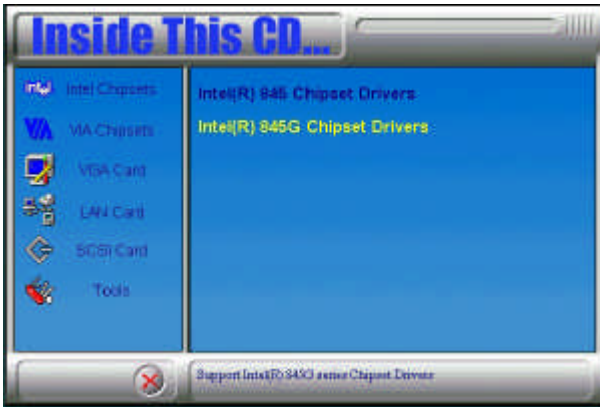 Inside This CD...
intel Intel Chipsets
VIA VIA Chipsets
VGA Card
LAN Card
SCSI Card
Tools
Intel(R) 845 Chipset Drivers
Intel(R) 845G Chipset Drivers
Support Intel(R) 845G series Chipset Drivers